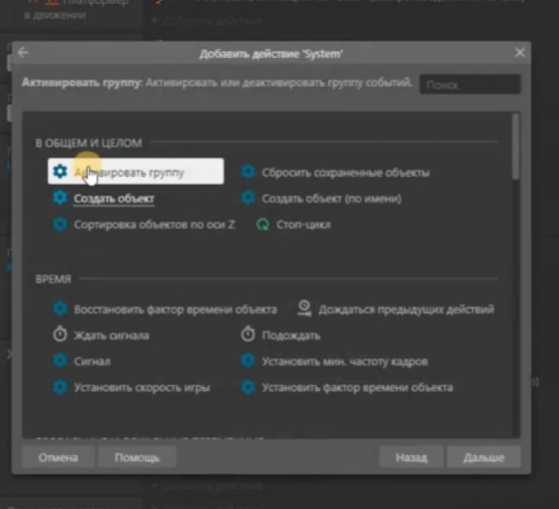 Платформер
в движении
Добавить действие 'System'
Активировать группу: Активировать или деактивировать группу событий.
Поиск
В ОБЩЕМ И ЦЕЛОМ
Активировать группу
Сбросить сохраненные объекты
Создать объект
Создать объект (по имени)
Сортировка объектов по оси Z
Стоп-цикл
ВРЕМЯ
Восстановить фактор времени объекта
Дождаться предыдущих действий
Ждать сигнала
Подождать
Сигнал
Установить мин. частоту кадров
Установить скорость игры
Установить фактор времени объекта
Отмена
Помощь
Назад
Дальше